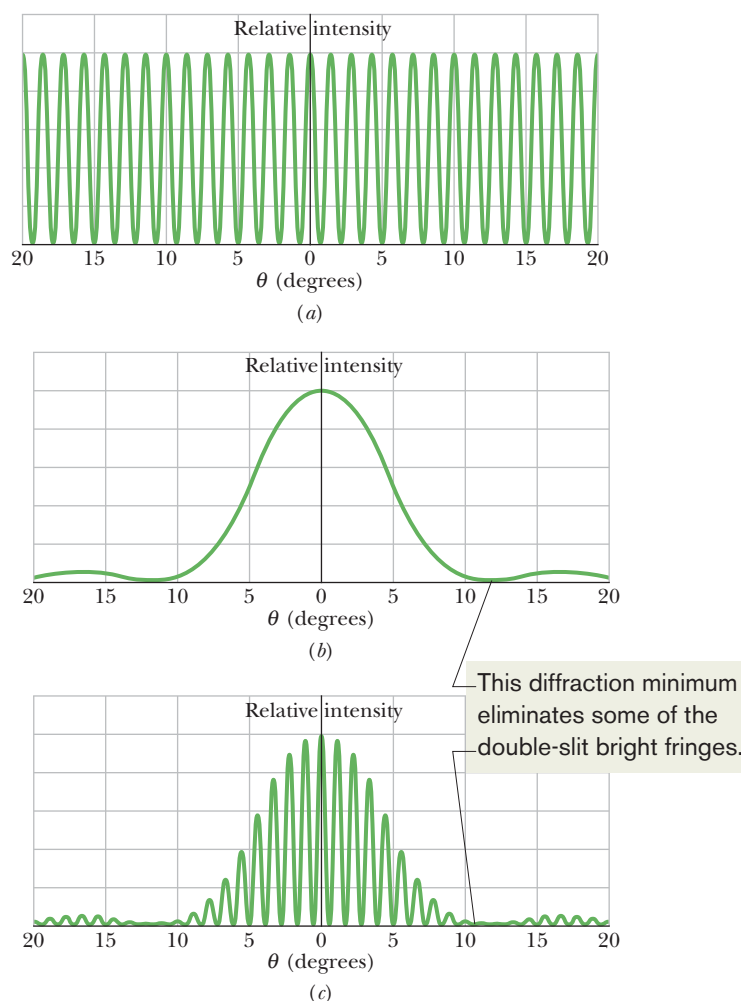 Relative intensity
20 15 10 5 0 5 10 15 20
θ (degrees)
(a)
Relative intensity
20 15 10 5 0 5 10 15 20
θ (degrees)
(b)
This diffraction minimum
eliminates some of the
double-slit bright fringes.
Relative intensity
20 15 10 5 0 5 10 15 20
θ (degrees)
(c)